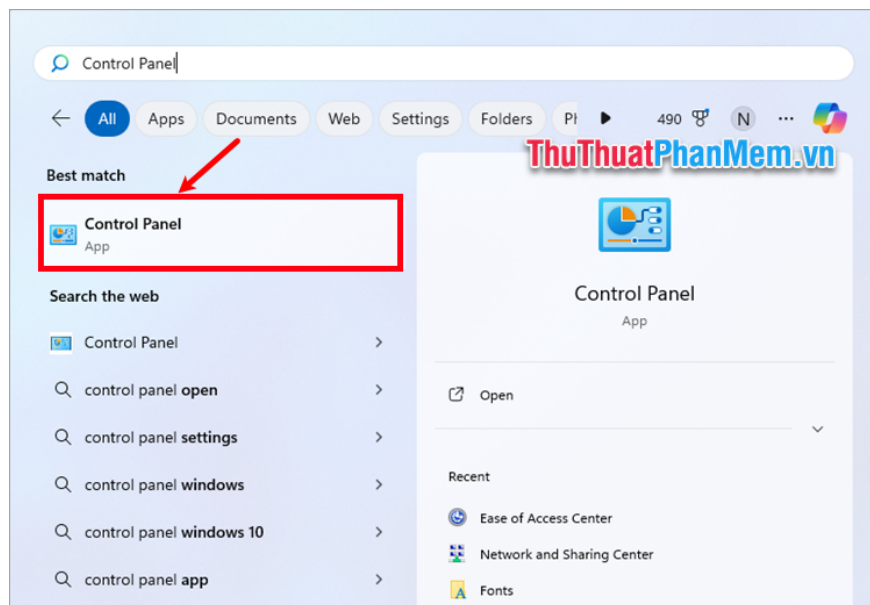 Control Panel
All Apps Documents Web Settings Folders 490 N ...
ThuThuatPhanMem.vn
Best match
Control Panel
App
Search the web
Control Panel
control panel open
control panel settings
control panel windows
control panel windows 10
control panel app
Control Panel
App
Open
Recent
Ease of Access Center
Network and Sharing Center
Fonts